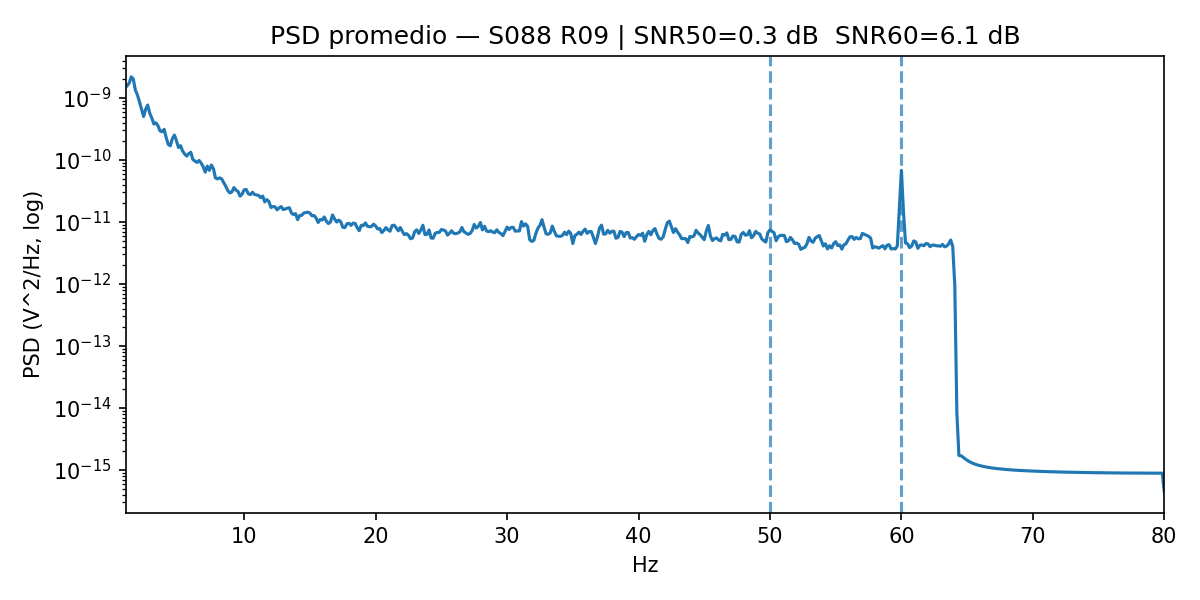 PSD promedio — S088 R09 | SNR50=0.3 dB  SNR60=6.1 dB
PSD (V^2/Hz, log)
10⁻⁹
10⁻¹⁰
10⁻¹¹
10⁻¹²
10⁻¹³
10⁻¹⁴
10⁻¹⁵
10 20 30 40 50 60 70 80
Hz